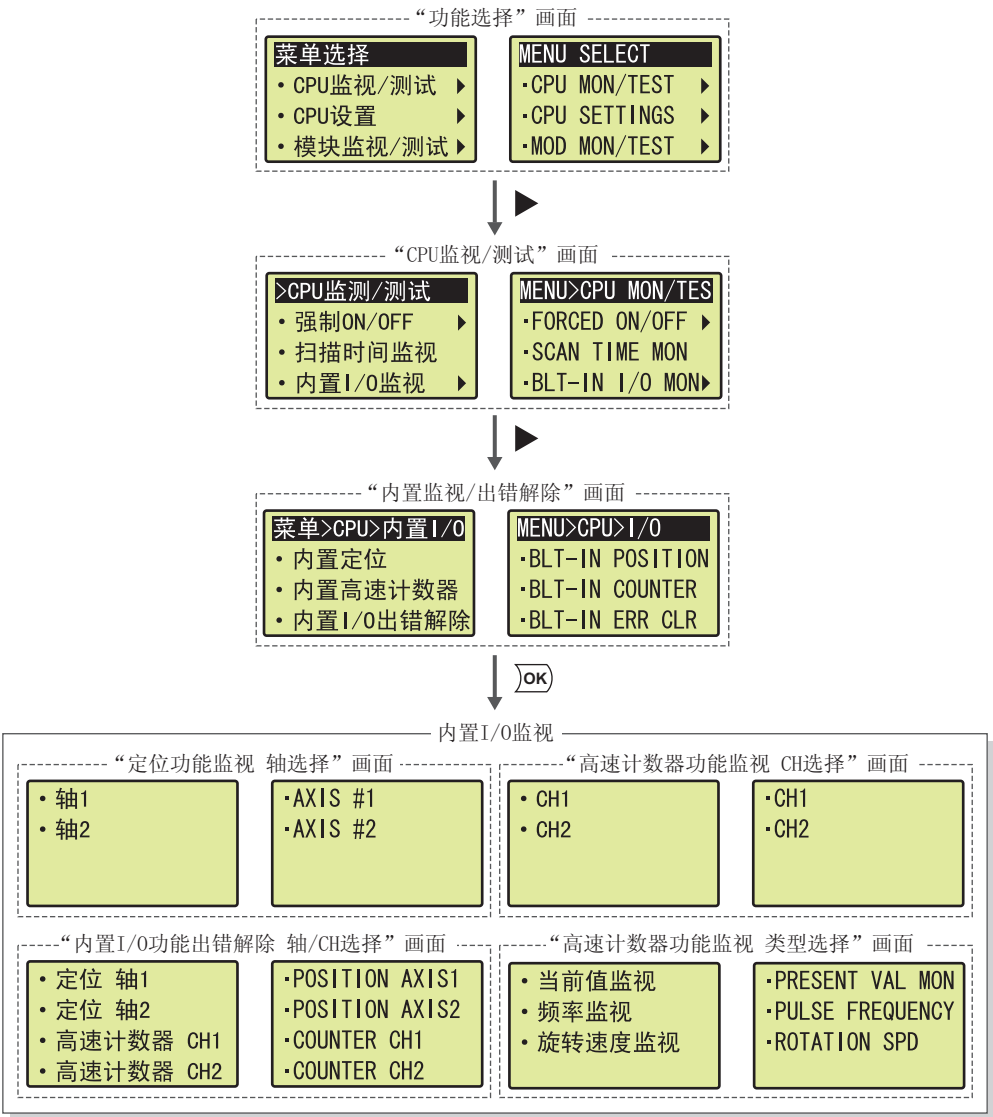 “功能选择”画面
菜单选择
・CPU监视/测试
・CPU设置
・模块监视/测试
MENU SELECT
・CPU MON/TEST
・CPU SETTINGS
・MOD MON/TEST
“CPU监视/测试”画面
>CPU监测/测试
・强制ON/OFF
・扫描时间监视
・内置I/O监视
MENU>CPU MON/TES
・FORCED ON/OFF
・SCAN TIME MON
・BLT-IN I/O MON
“内置监视/出错解除”画面
菜单>CPU>内置I/O
・内置定位
・内置高速计数器
・内置I/O出错解除
MENU>CPU>I/O
・BLT-IN POSITION
・BLT-IN COUNTER
・BLT-IN ERR CLR
OK
内置I/O监视
“定位功能监视 轴选择”画面
・轴1
・轴2
・AXIS #1
・AXIS #2
“高速计数器功能监视 CH选择”画面
・CH1
・CH2
・CH1
・CH2
“内置I/O功能出错解除 轴/CH选择”画面
・定位 轴1
・定位 轴2
・高速计数器 CH1
・高速计数器 CH2
・POSITION AXIS1
・POSITION AXIS2
・COUNTER CH1
・COUNTER CH2
“高速计数器功能监视 类型选择”画面
・当前值监视
・频率监视
・旋转速度监视
・PRESENT VAL MON
・PULSE FREQUENCY
・ROTATION SPD